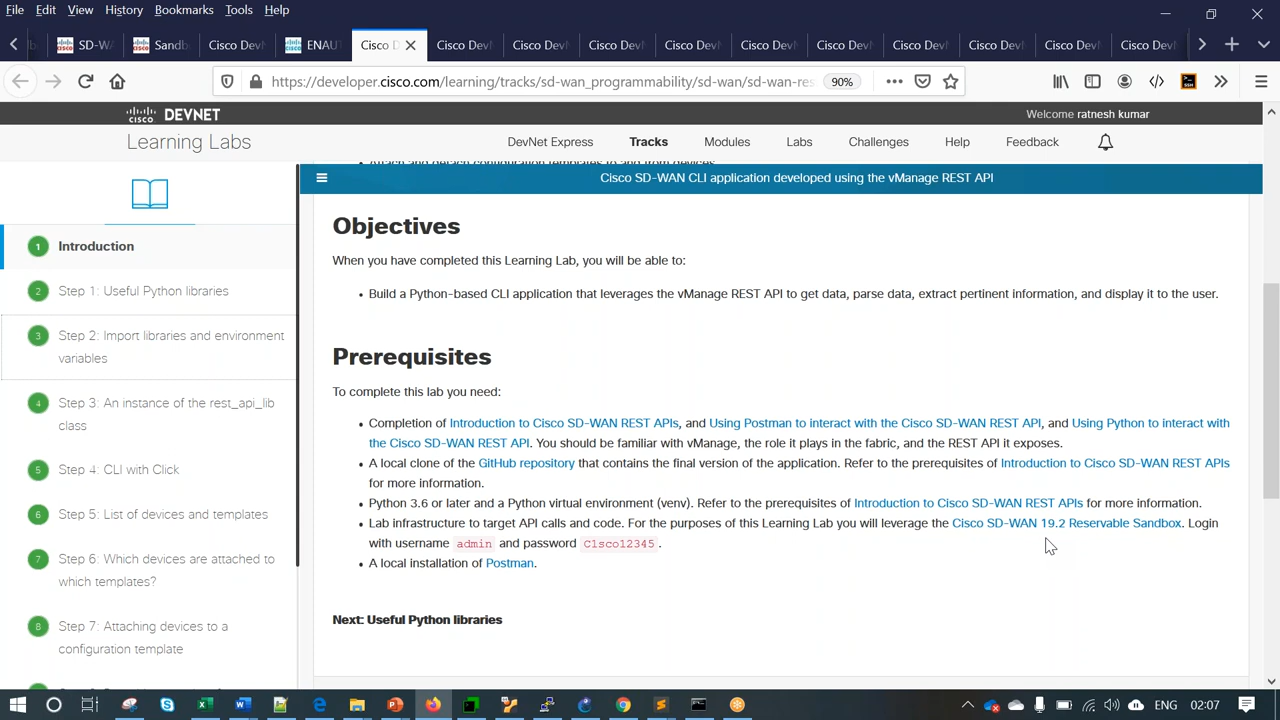 File Edit View History Bookmarks Tools Help
SD-W Sandb Cisco Dev ENAUT Cisco D Cisco Dev Cisco Dev Cisco Dev Cisco Dev Cisco Dev Cisco Dev Cisco Dev Cisco Dev Cisco Dev Cisco Dev
https://developer.cisco.com/learning/tracks/sd-wan_programmability/sd-wan/sd-wan-res 90%
cisco DEVNET Welcome ratnesh kumar
Learning Labs DevNet Express Tracks Modules Labs Challenges Help Feedback
Attach and detach configuration templates to and from devices
Cisco SD-WAN CLI application developed using the vManage REST API
1 Introduction
2 Step 1: Useful Python libraries
3 Step 2: Import libraries and environment
variables
4 Step 3: An instance of the rest_api_lib
class
5 Step 4: CLI with Click
6 Step 5: List of devices and templates
7 Step 6: Which devices are attached to
which templates?
8 Step 7: Attaching devices to a
configuration template
Objectives
When you have completed this Learning Lab, you will be able to:
• Build a Python-based CLI application that leverages the vManage REST API to get data, parse data, extract pertinent information, and display it to the user.
Prerequisites
To complete this lab you need:
• Completion of Introduction to Cisco SD-WAN REST APIs, and Using Postman to interact with the Cisco SD-WAN REST API, and Using Python to interact with
the Cisco SD-WAN REST API. You should be familiar with vManage, the role it plays in the fabric, and the REST API it exposes.
• A local clone of the GitHub repository that contains the final version of the application. Refer to the prerequisites of Introduction to Cisco SD-WAN REST APIs
for more information.
• Python 3.6 or later and a Python virtual environment (venv). Refer to the prerequisites of Introduction to Cisco SD-WAN REST APIs for more information.
• Lab infrastructure to target API calls and code. For the purposes of this Learning Lab you will leverage the Cisco SD-WAN 19.2 Reservable Sandbox. Login
with username admin and password C1sco12345 .
• A local installation of Postman.
Next: Useful Python libraries
ENG 02:07